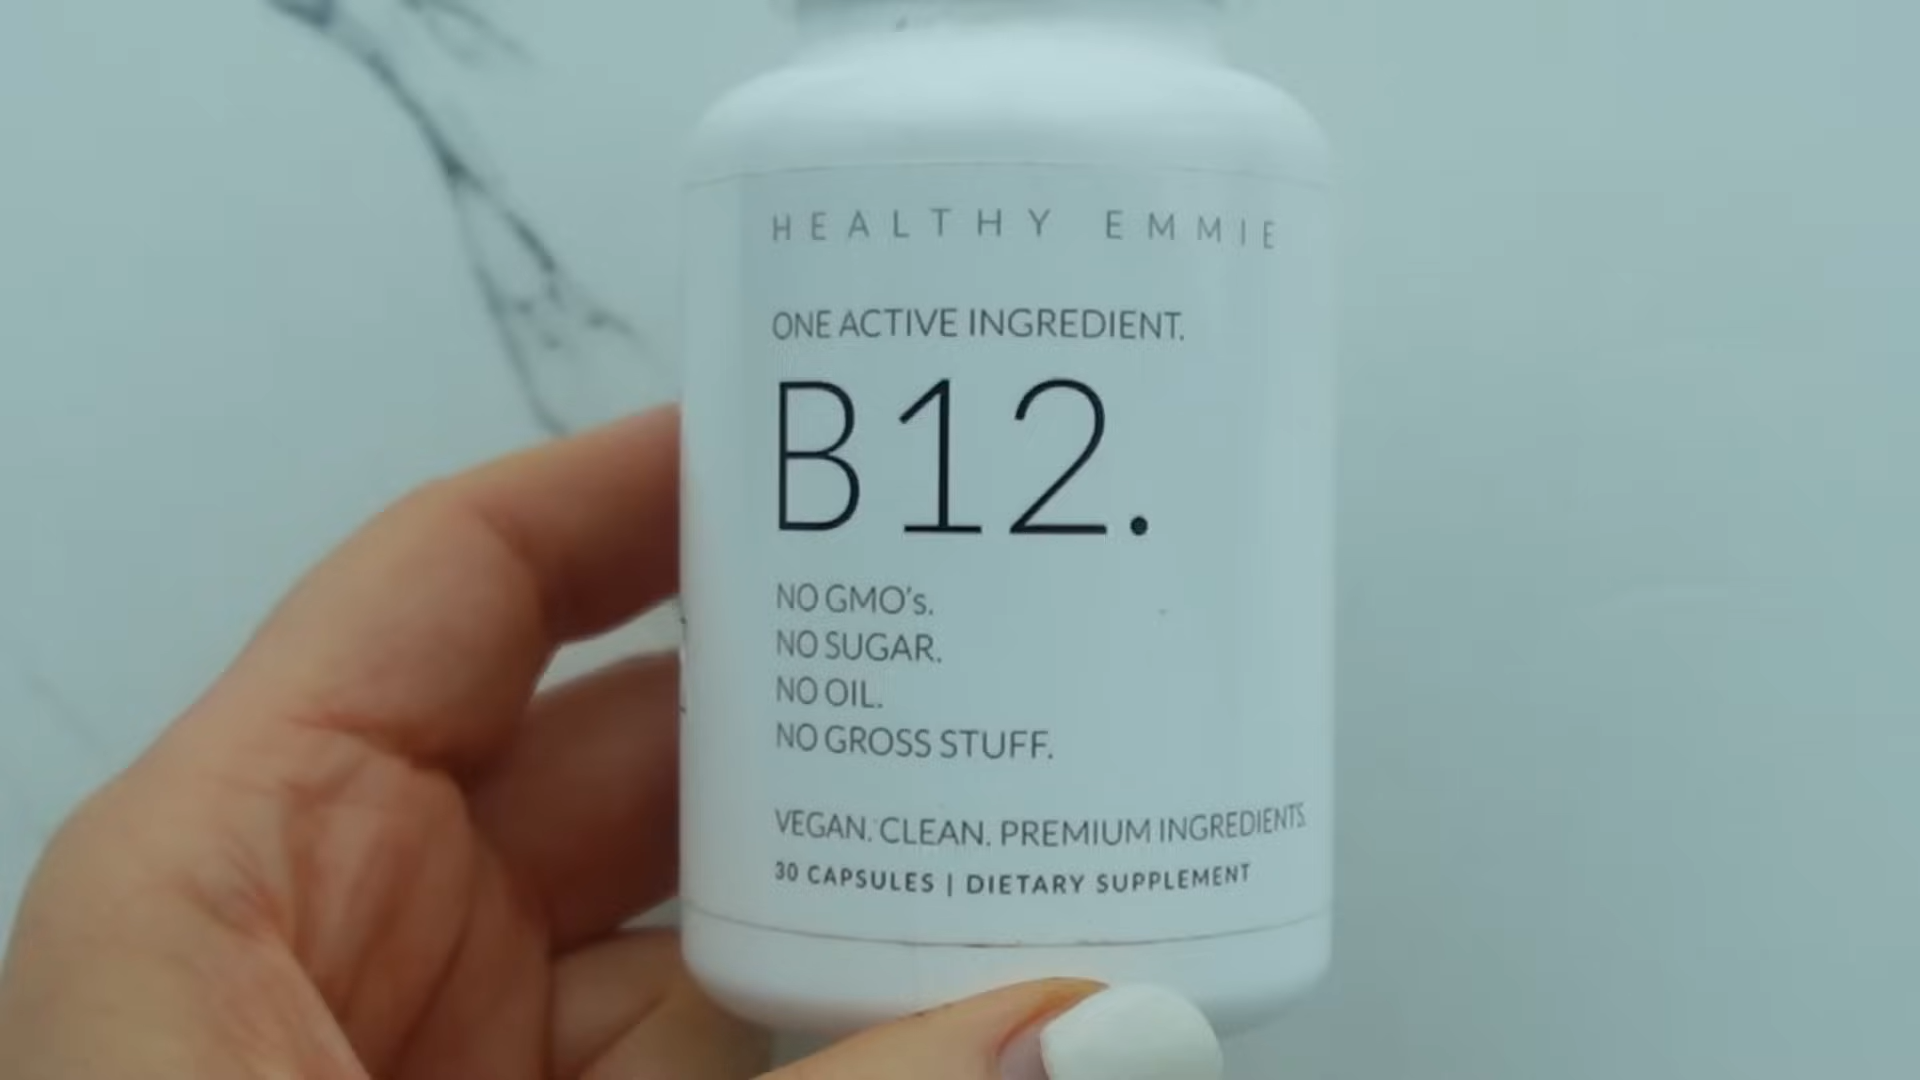 HEALTHY EMMIE
ONE ACTIVE INGREDIENT.
B12.
NO GMO's.
NO SUGAR.
NO OIL.
NO GROSS STUFF.
VEGAN. CLEAN. PREMIUM INGREDIENTS.
30 CAPSULES | DIETARY SUPPLEMENT